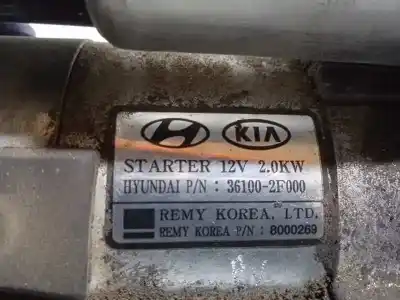 KIA
STARTER 12V 2.0KW
HYUNDAI P/N : 36100-2F000
REMY KOREA, LTD.
REMY KOREA P/N : 8000269